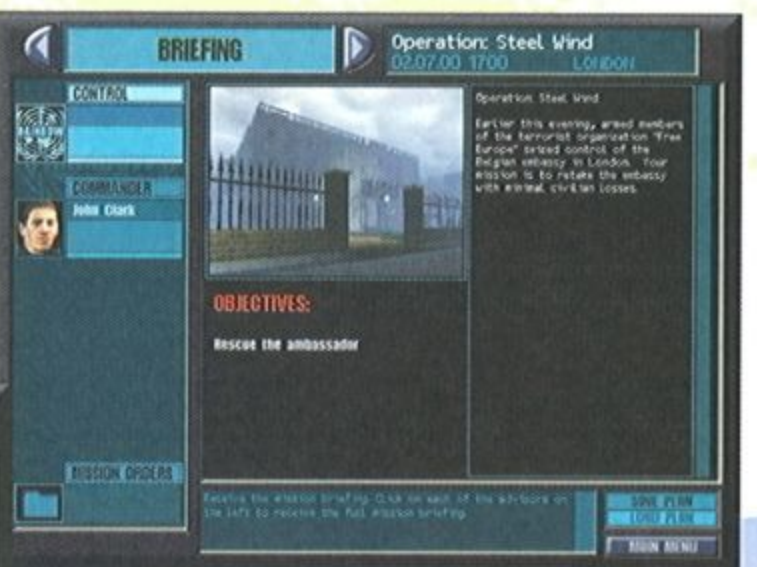 BRIEFING
Operation: Steel Wind
02.07.00 1700 LONDON
CONTROL
RAINBOW
COMMANDER
John Clark
OBJECTIVES:
Rescue the ambassador
Operation: Steel Wind
Earlier this evening, armed members
of the terrorist organization "Free
Europe" seized control of the
Belgian embassy in London. Your
mission is to retake the embassy
with minimal civilian losses.
MISSION ORDERS
Receive the mission briefing. Click on each of the advisors on
the left to receive the full mission briefing.
SAVE PLAN
LOAD PLAN
MAIN MENU